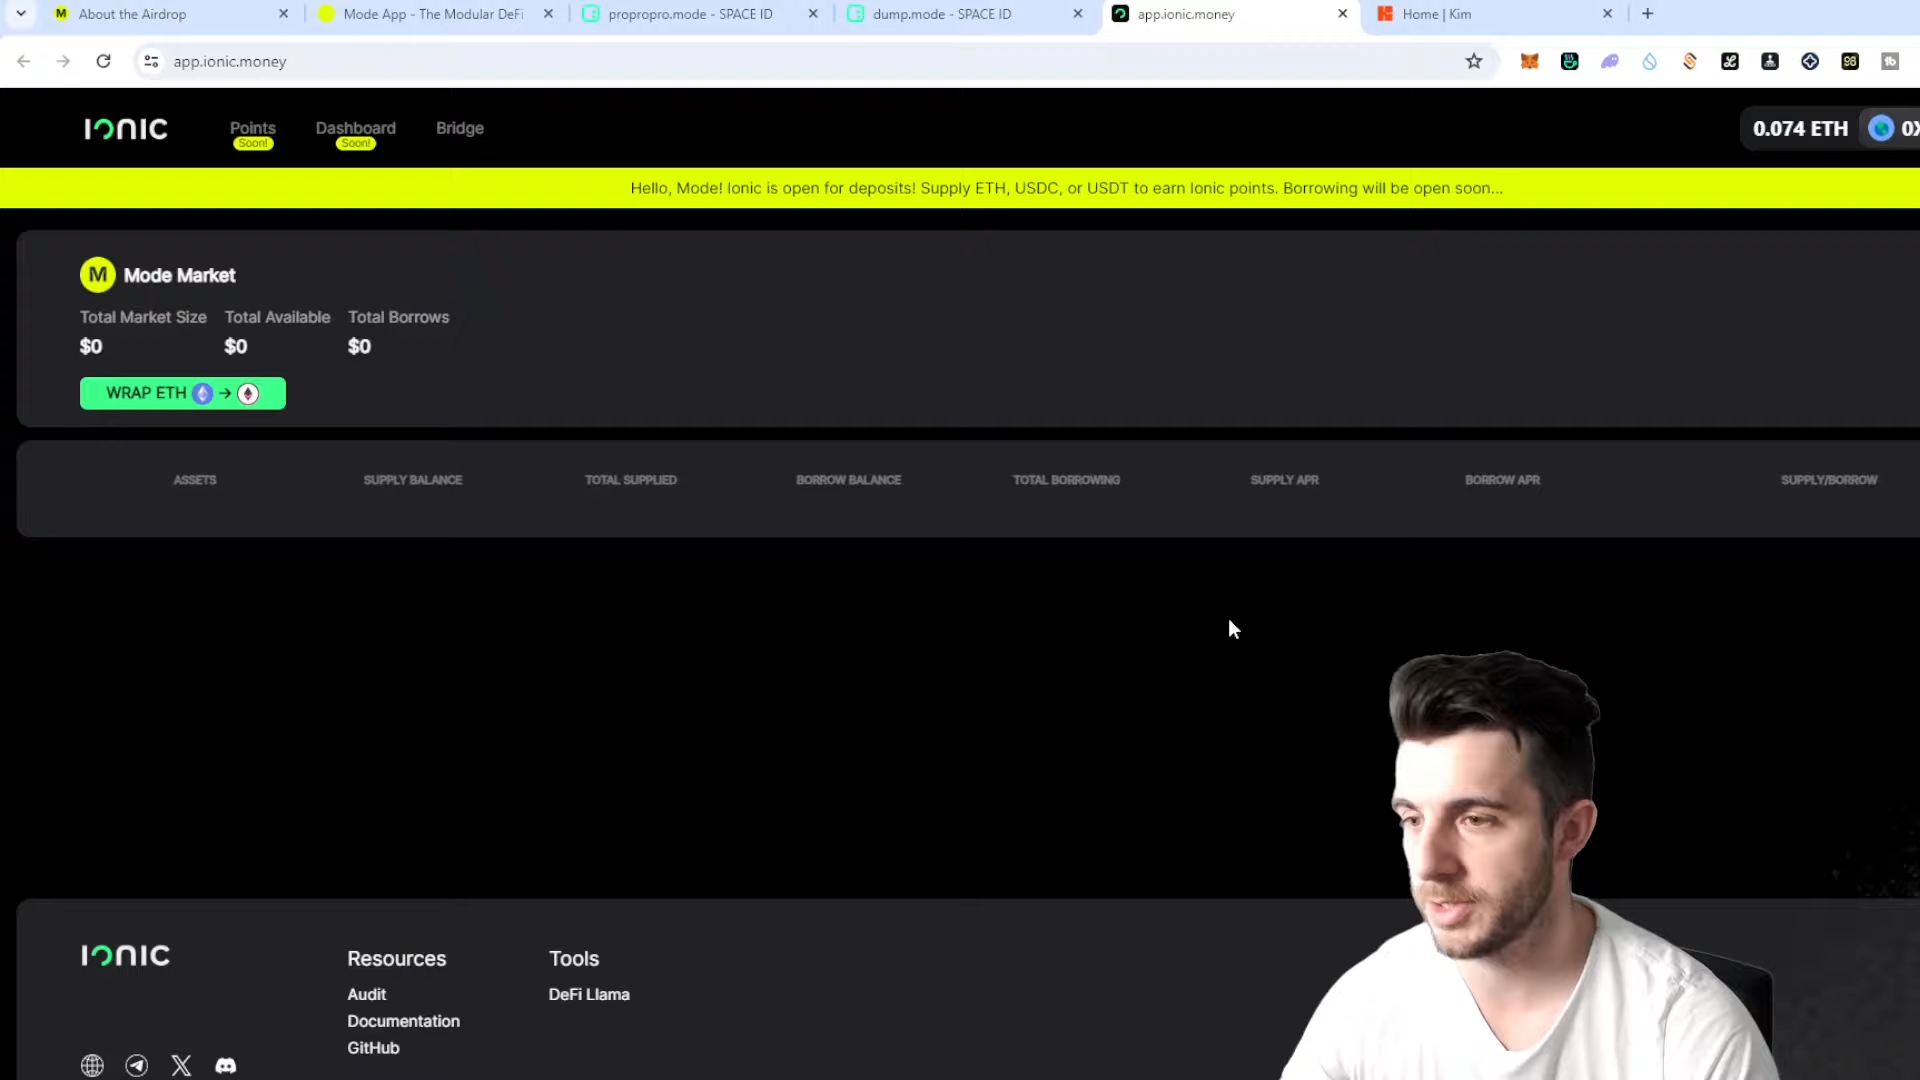 About the Airdrop
Mode App - The Modular DeFi
propropro.mode - SPACE ID
dump.mode - SPACE ID
app.ionic.money
Home | Kim
app.ionic.money
98
IONIC
Points
Soon!
Dashboard
Soon!
Bridge
0.074 ETH
0X
Hello, Mode! Ionic is open for deposits! Supply ETH, USDC, or USDT to earn Ionic points. Borrowing will be open soon...
M
Mode Market
Total Market Size
Total Available
Total Borrows
$0
$0
$0
WRAP ETH
ASSETS
SUPPLY BALANCE
TOTAL SUPPLIED
BORROW BALANCE
TOTAL BORROWING
SUPPLY APR
BORROW APR
SUPPLY/BORROW
IONIC
Resources
Tools
Audit
DeFi Llama
Documentation
GitHub